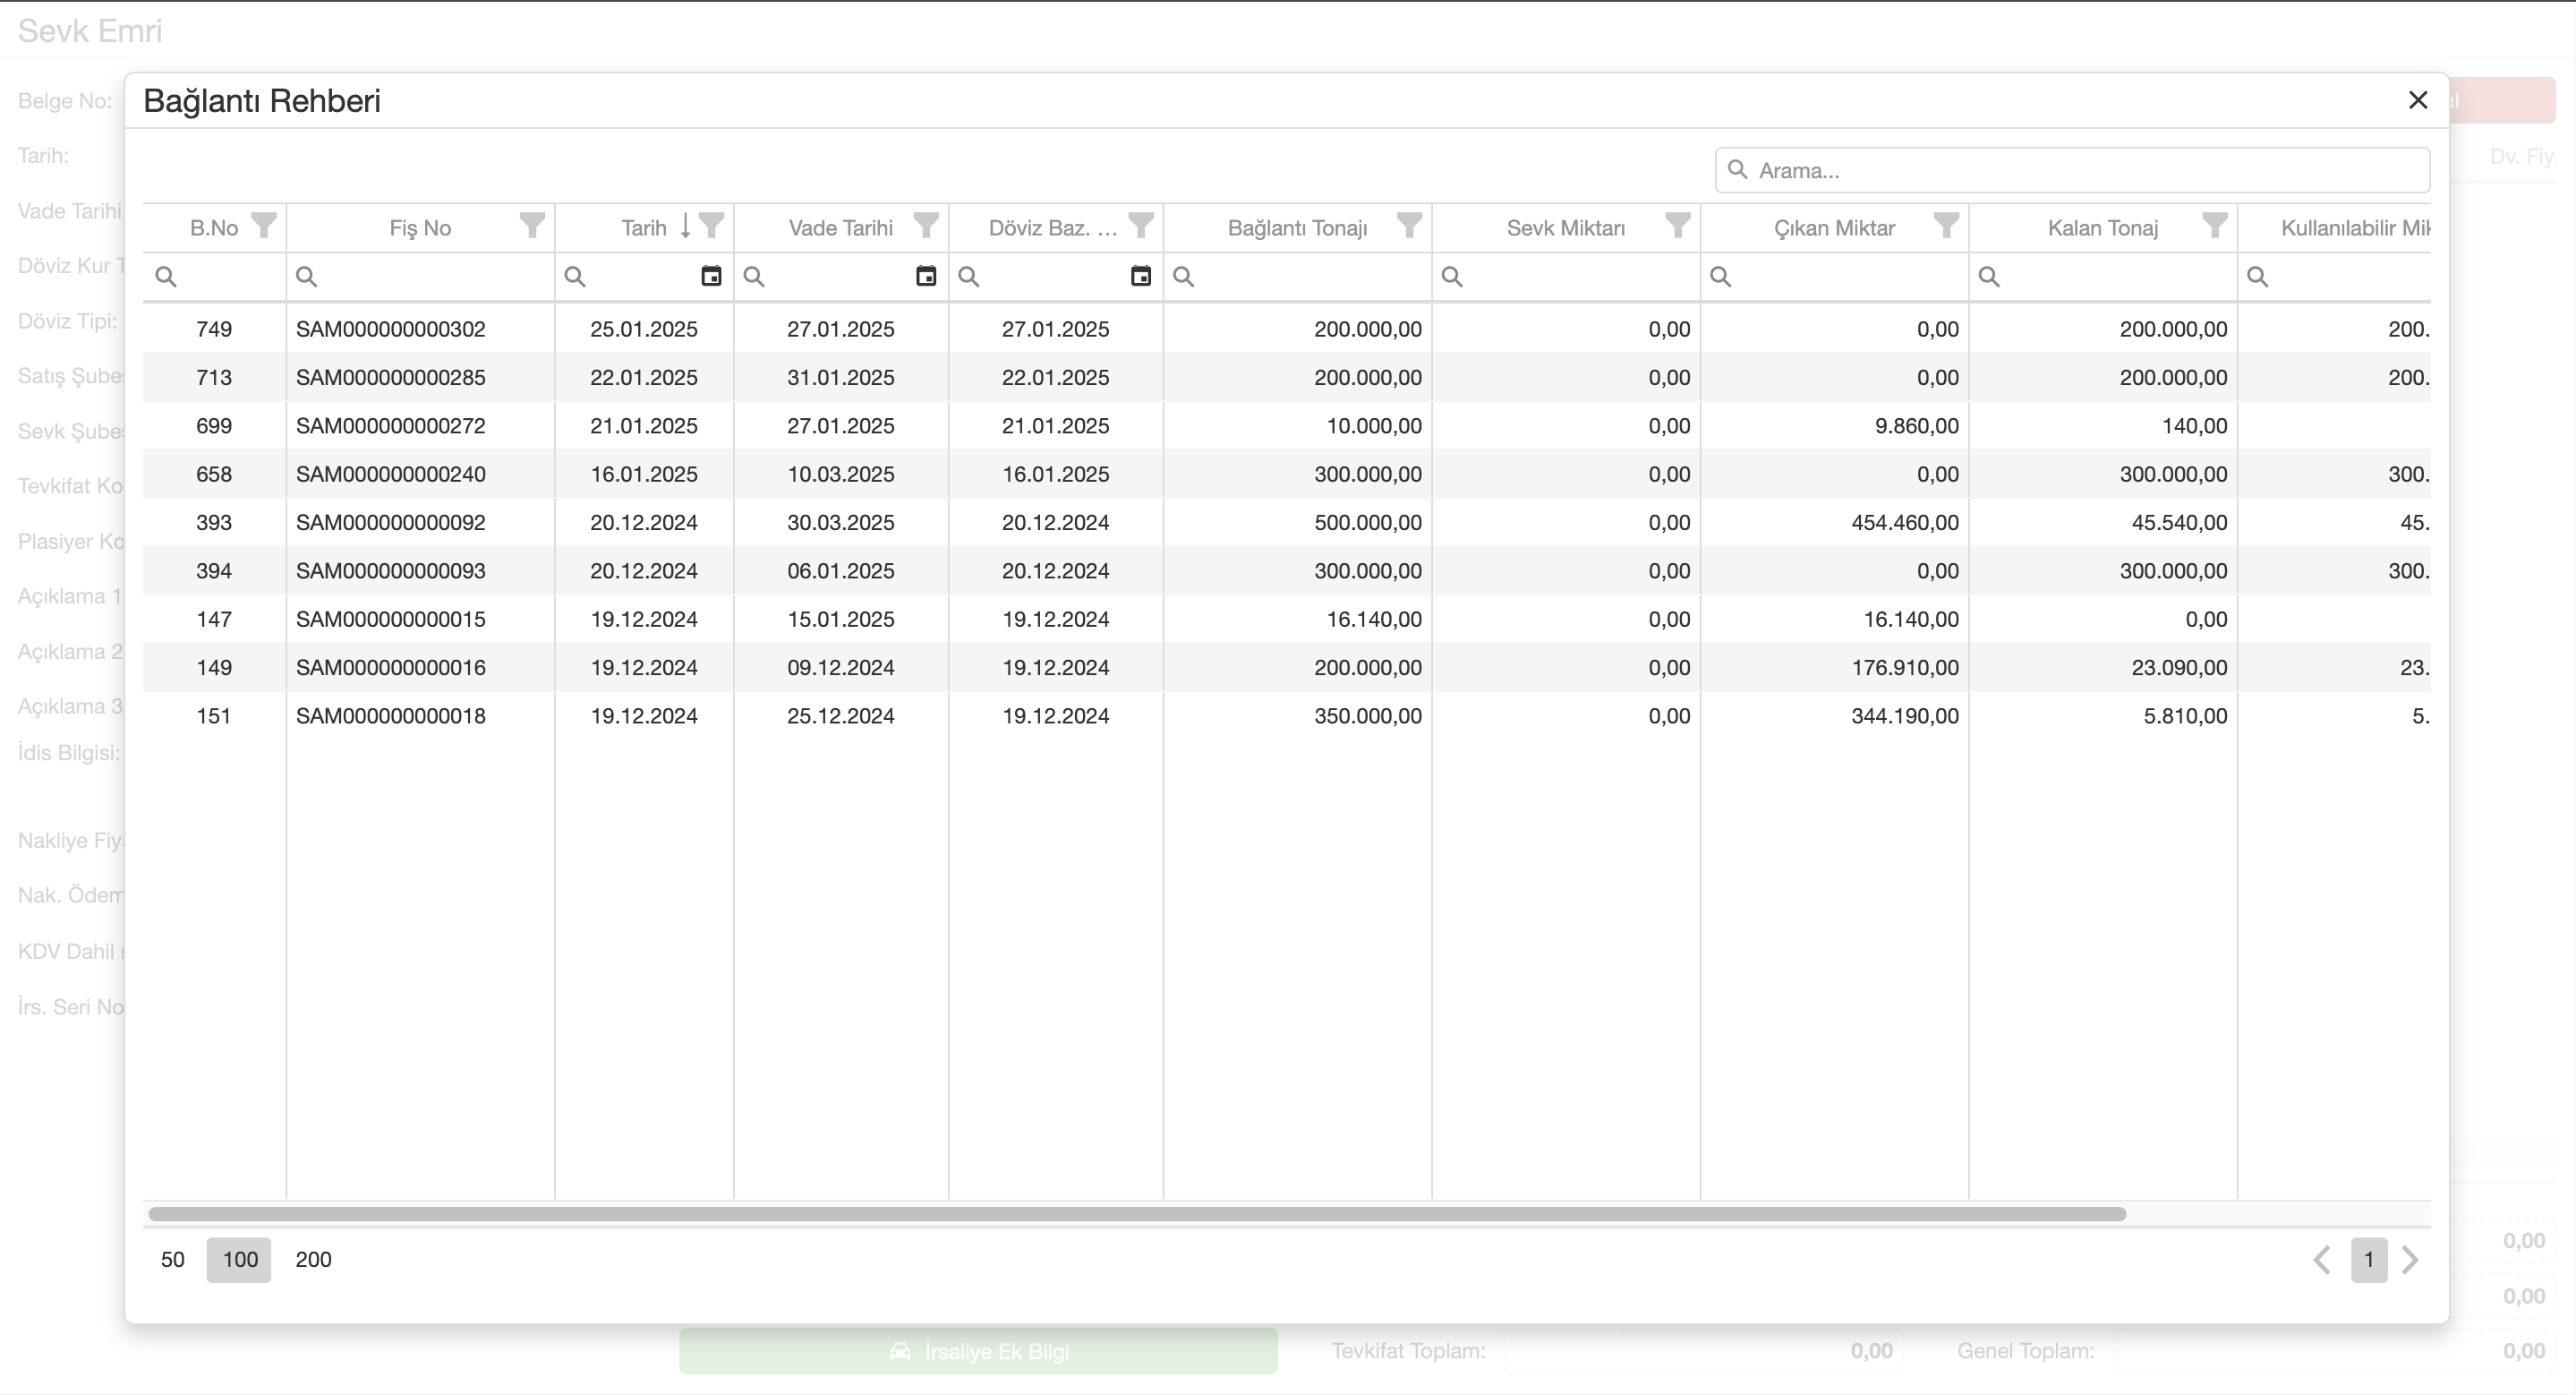 Sevk Emri
Bağlantı Rehberi
Belge No:
Tarih:
Dv. Fiy
Arama...
Vade Tarihi
B.No Fiş No Tarih Vade Tarihi Döviz Baz. ... Bağlantı Tonajı Sevk Miktarı Çıkan Miktar Kalan Tonaj Kullanılabilir Mik
Döviz Kur T
Döviz Tipi:
749 SAM000000000302 25.01.2025 27.01.2025 27.01.2025 200.000,00 0,00 0,00 200.000,00 200.
Satış Şubes
713 SAM000000000285 22.01.2025 31.01.2025 22.01.2025 200.000,00 0,00 0,00 200.000,00 200.
Sevk Şubes
699 SAM000000000272 21.01.2025 27.01.2025 21.01.2025 10.000,00 0,00 9.860,00 140,00
Tevkifat Ko
658 SAM000000000240 16.01.2025 10.03.2025 16.01.2025 300.000,00 0,00 0,00 300.000,00 300.
393 SAM000000000092 20.12.2024 30.03.2025 20.12.2024 500.000,00 0,00 454.460,00 45.540,00 45.
Plasiyer Ko
394 SAM000000000093 20.12.2024 06.01.2025 20.12.2024 300.000,00 0,00 0,00 300.000,00 300.
Açıklama 1
147 SAM000000000015 19.12.2024 15.01.2025 19.12.2024 16.140,00 0,00 16.140,00 0,00
Açıklama 2
149 SAM000000000016 19.12.2024 09.12.2024 19.12.2024 200.000,00 0,00 176.910,00 23.090,00 23.
Açıklama 3
151 SAM000000000018 19.12.2024 25.12.2024 19.12.2024 350.000,00 0,00 344.190,00 5.810,00 5.
İdis Bilgisi:
Nakliye Fiy
Nak. Ödem
KDV Dahil
İrs. Seri No
50 100 200 1
0,00
0,00
İrsaliye Ek Bilgi Tevkifat Toplam: 0,00 Genel Toplam: 0,00